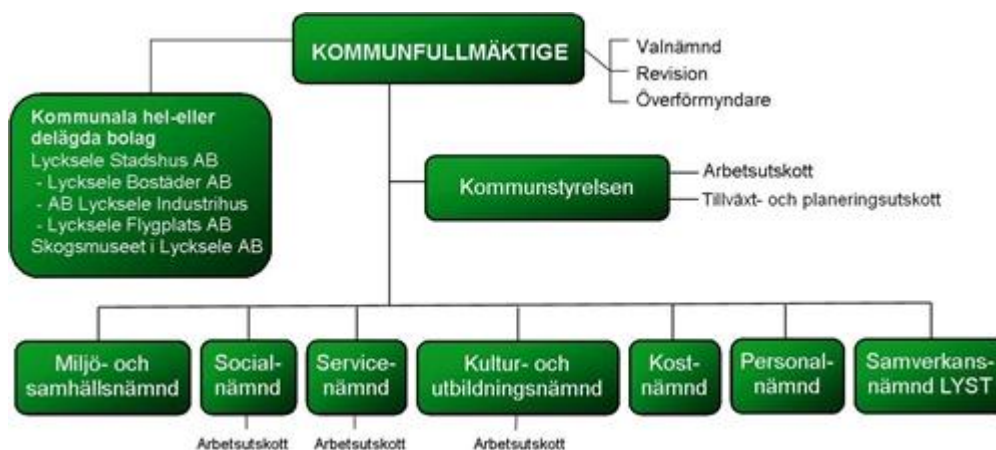 KOMMUNFULLMÄKTIGE
Valnämnd
Revision
Överförmyndare
Kommunala hel-eller
delägda bolag
Lycksele Stadshus AB
- Lycksele Bostäder AB
- AB Lycksele Industrihus
- Lycksele Flygplats AB
Skogsmuseet i Lycksele AB
Kommunstyrelsen
Arbetsutskott
Tillväxt- och planeringsutskott
Miljö- och
samhällsnämnd
Social-
nämnd
Arbetsutskott
Service-
nämnd
Arbetsutskott
Kultur- och
utbildningsnämnd
Arbetsutskott
Kost-
nämnd
Personal-
nämnd
Samverkans-
nämnd LYST